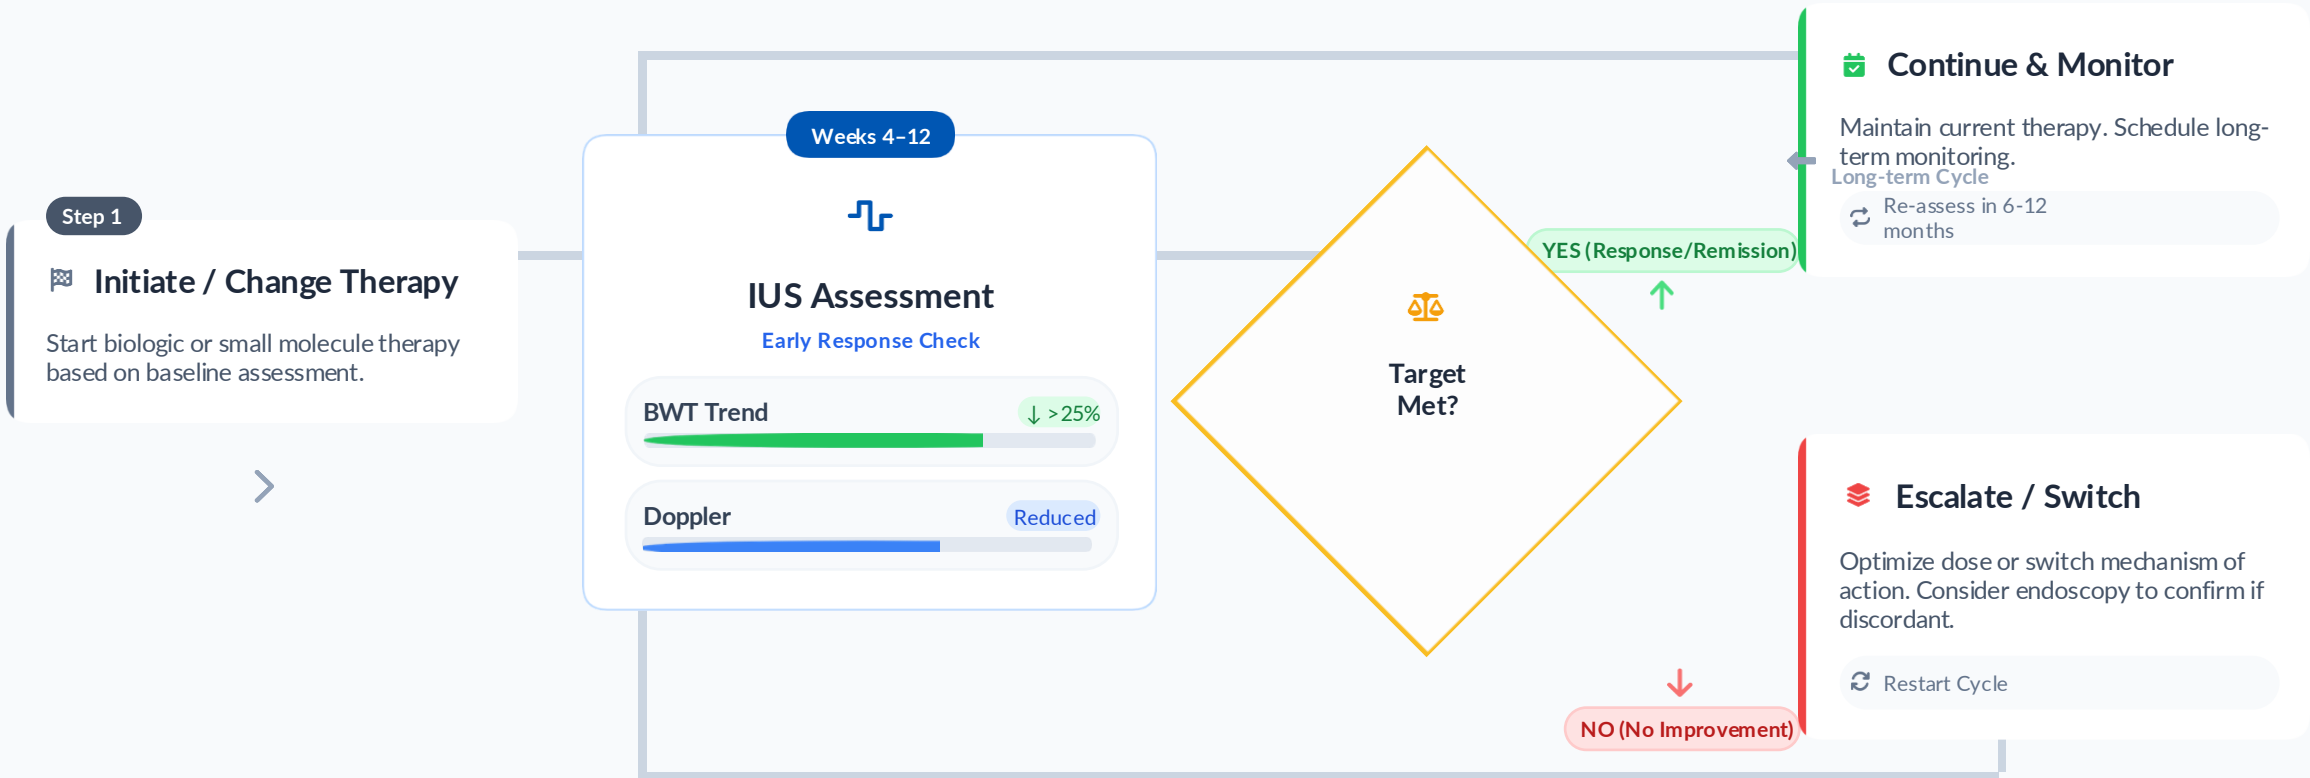 Step 1
Initiate / Change Therapy
Start biologic or small molecule therapy
based on baseline assessment.
Weeks 4–12
IUS Assessment
Early Response Check
BWT Trend
↓ >25%
Doppler
Reduced
Target
Met?
YES (Response/Remission)
NO (No Improvement)
Continue & Monitor
Maintain current therapy. Schedule long-
term monitoring.
Long-term Cycle
Re-assess in 6-12
months
Escalate / Switch
Optimize dose or switch mechanism of
action. Consider endoscopy to confirm if
discordant.
Restart Cycle